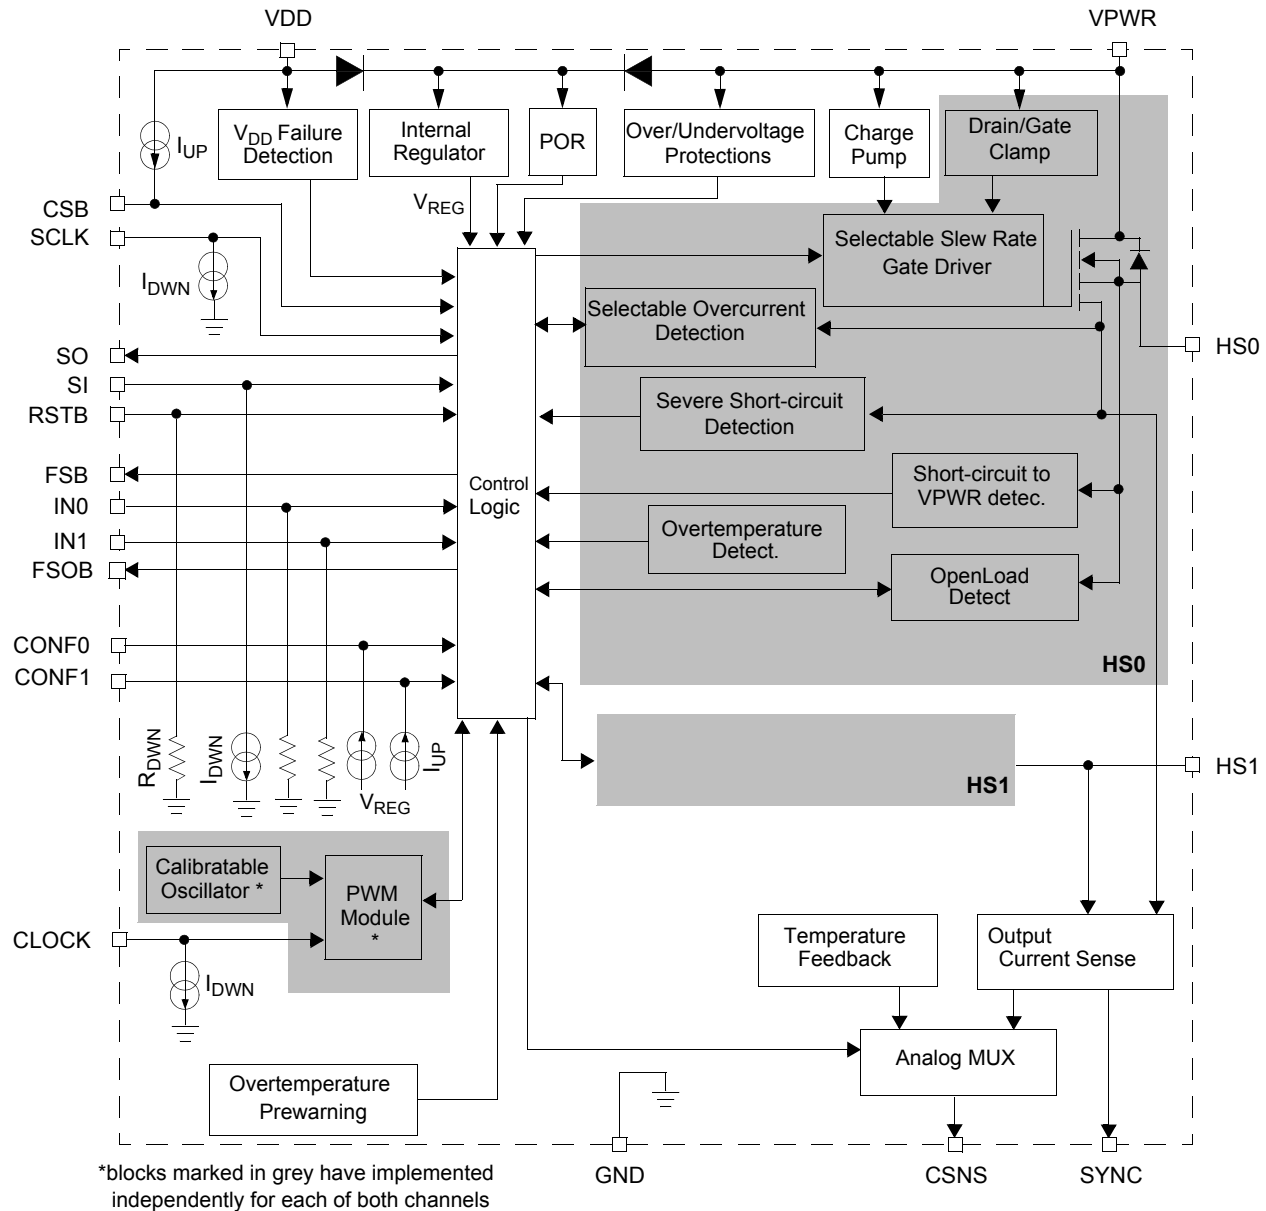 VDD
VPWR
IUP
VDD Failure
Detection
Internal
Regulator
POR
Over/Undervoltage
Protections
Charge
Pump
Drain/Gate
Clamp
CSB
SCLK
VREG
IDWN
Selectable Slew Rate
Gate Driver
Selectable Overcurrent
Detection
HS0
SO
SI
RSTB
Severe Short-circuit
Detection
FSB
IN0
IN1
FSOB
Control
Logic
Short-circuit to
VPWR detec.
Overtemperature
Detect.
OpenLoad
Detect
CONF0
CONF1
HS0
RDWN
IDWN
IUP
VREG
HS1
HS1
Calibratable
Oscillator *
PWM
Module
*
CLOCK
IDWN
Temperature
Feedback
Output
Current Sense
Analog MUX
Overtemperature
Prewarning
GND
CSNS
SYNC
*blocks marked in grey have implemented
independently for each of both channels